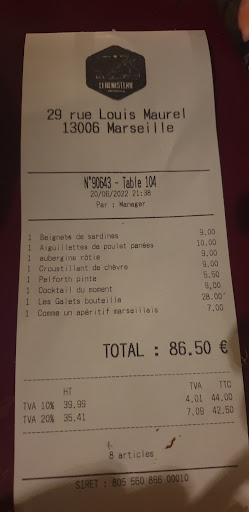 29 rue Louis Maurel
13006 Marseille
N°90643 - Table 104
20/06/2022 21:38
Par : Manager
1 Beignets de sardines 9.00
1 Aiguillettes de poulet panées 10.00
1 aubergine rôtie 9.00
1 Croustillant de chèvre 9.00
1 Pelforth pinte 5.50
1 Cocktail du moment 9.00
1 Les Galets bouteille 28.00
1 Comme un apéritif marseillais 7.00
TOTAL : 86.50 €
HT TVA TTC
TVA 10% 39.99 4.01 44.00
TVA 20% 35.41 7.09 42.50
8 articles
SIRET : 805 560 866 00010